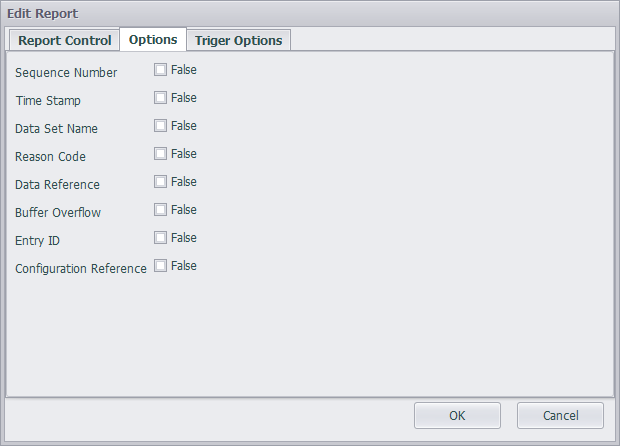 Edit Report
Report Control Options Triger Options
Sequence Number False
Time Stamp False
Data Set Name False
Reason Code False
Data Reference False
Buffer Overflow False
Entry ID False
Configuration Reference False
OK Cancel